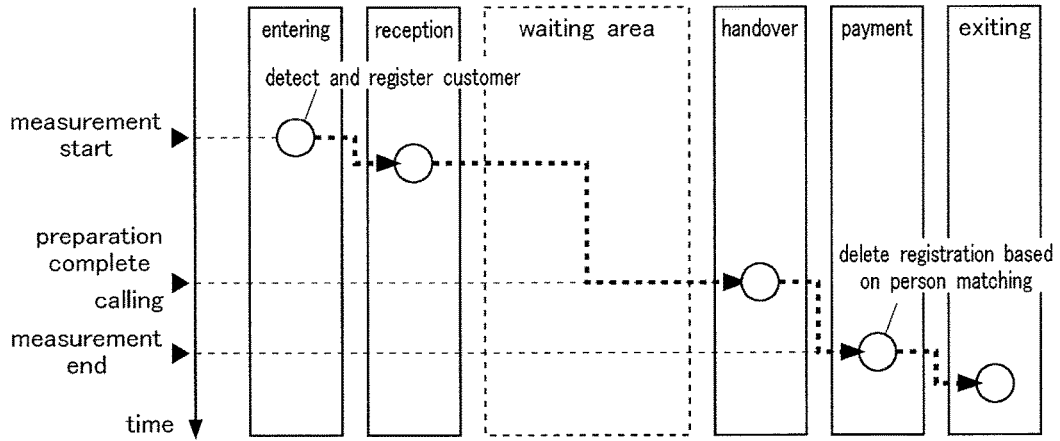 entering
reception
waiting area
handover
payment
exiting
detect and register customer
measurement
start
preparation
complete
calling
delete registration based
on person matching
measurement
end
time